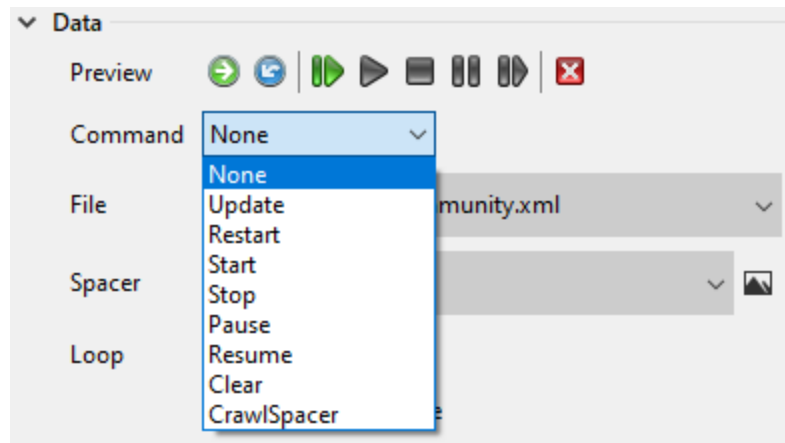 Data
Preview
Command None
None
File
Update
munity.xml
Restart
Start
Spacer
Stop
Pause
Loop
Resume
Clear
CrawlSpacer